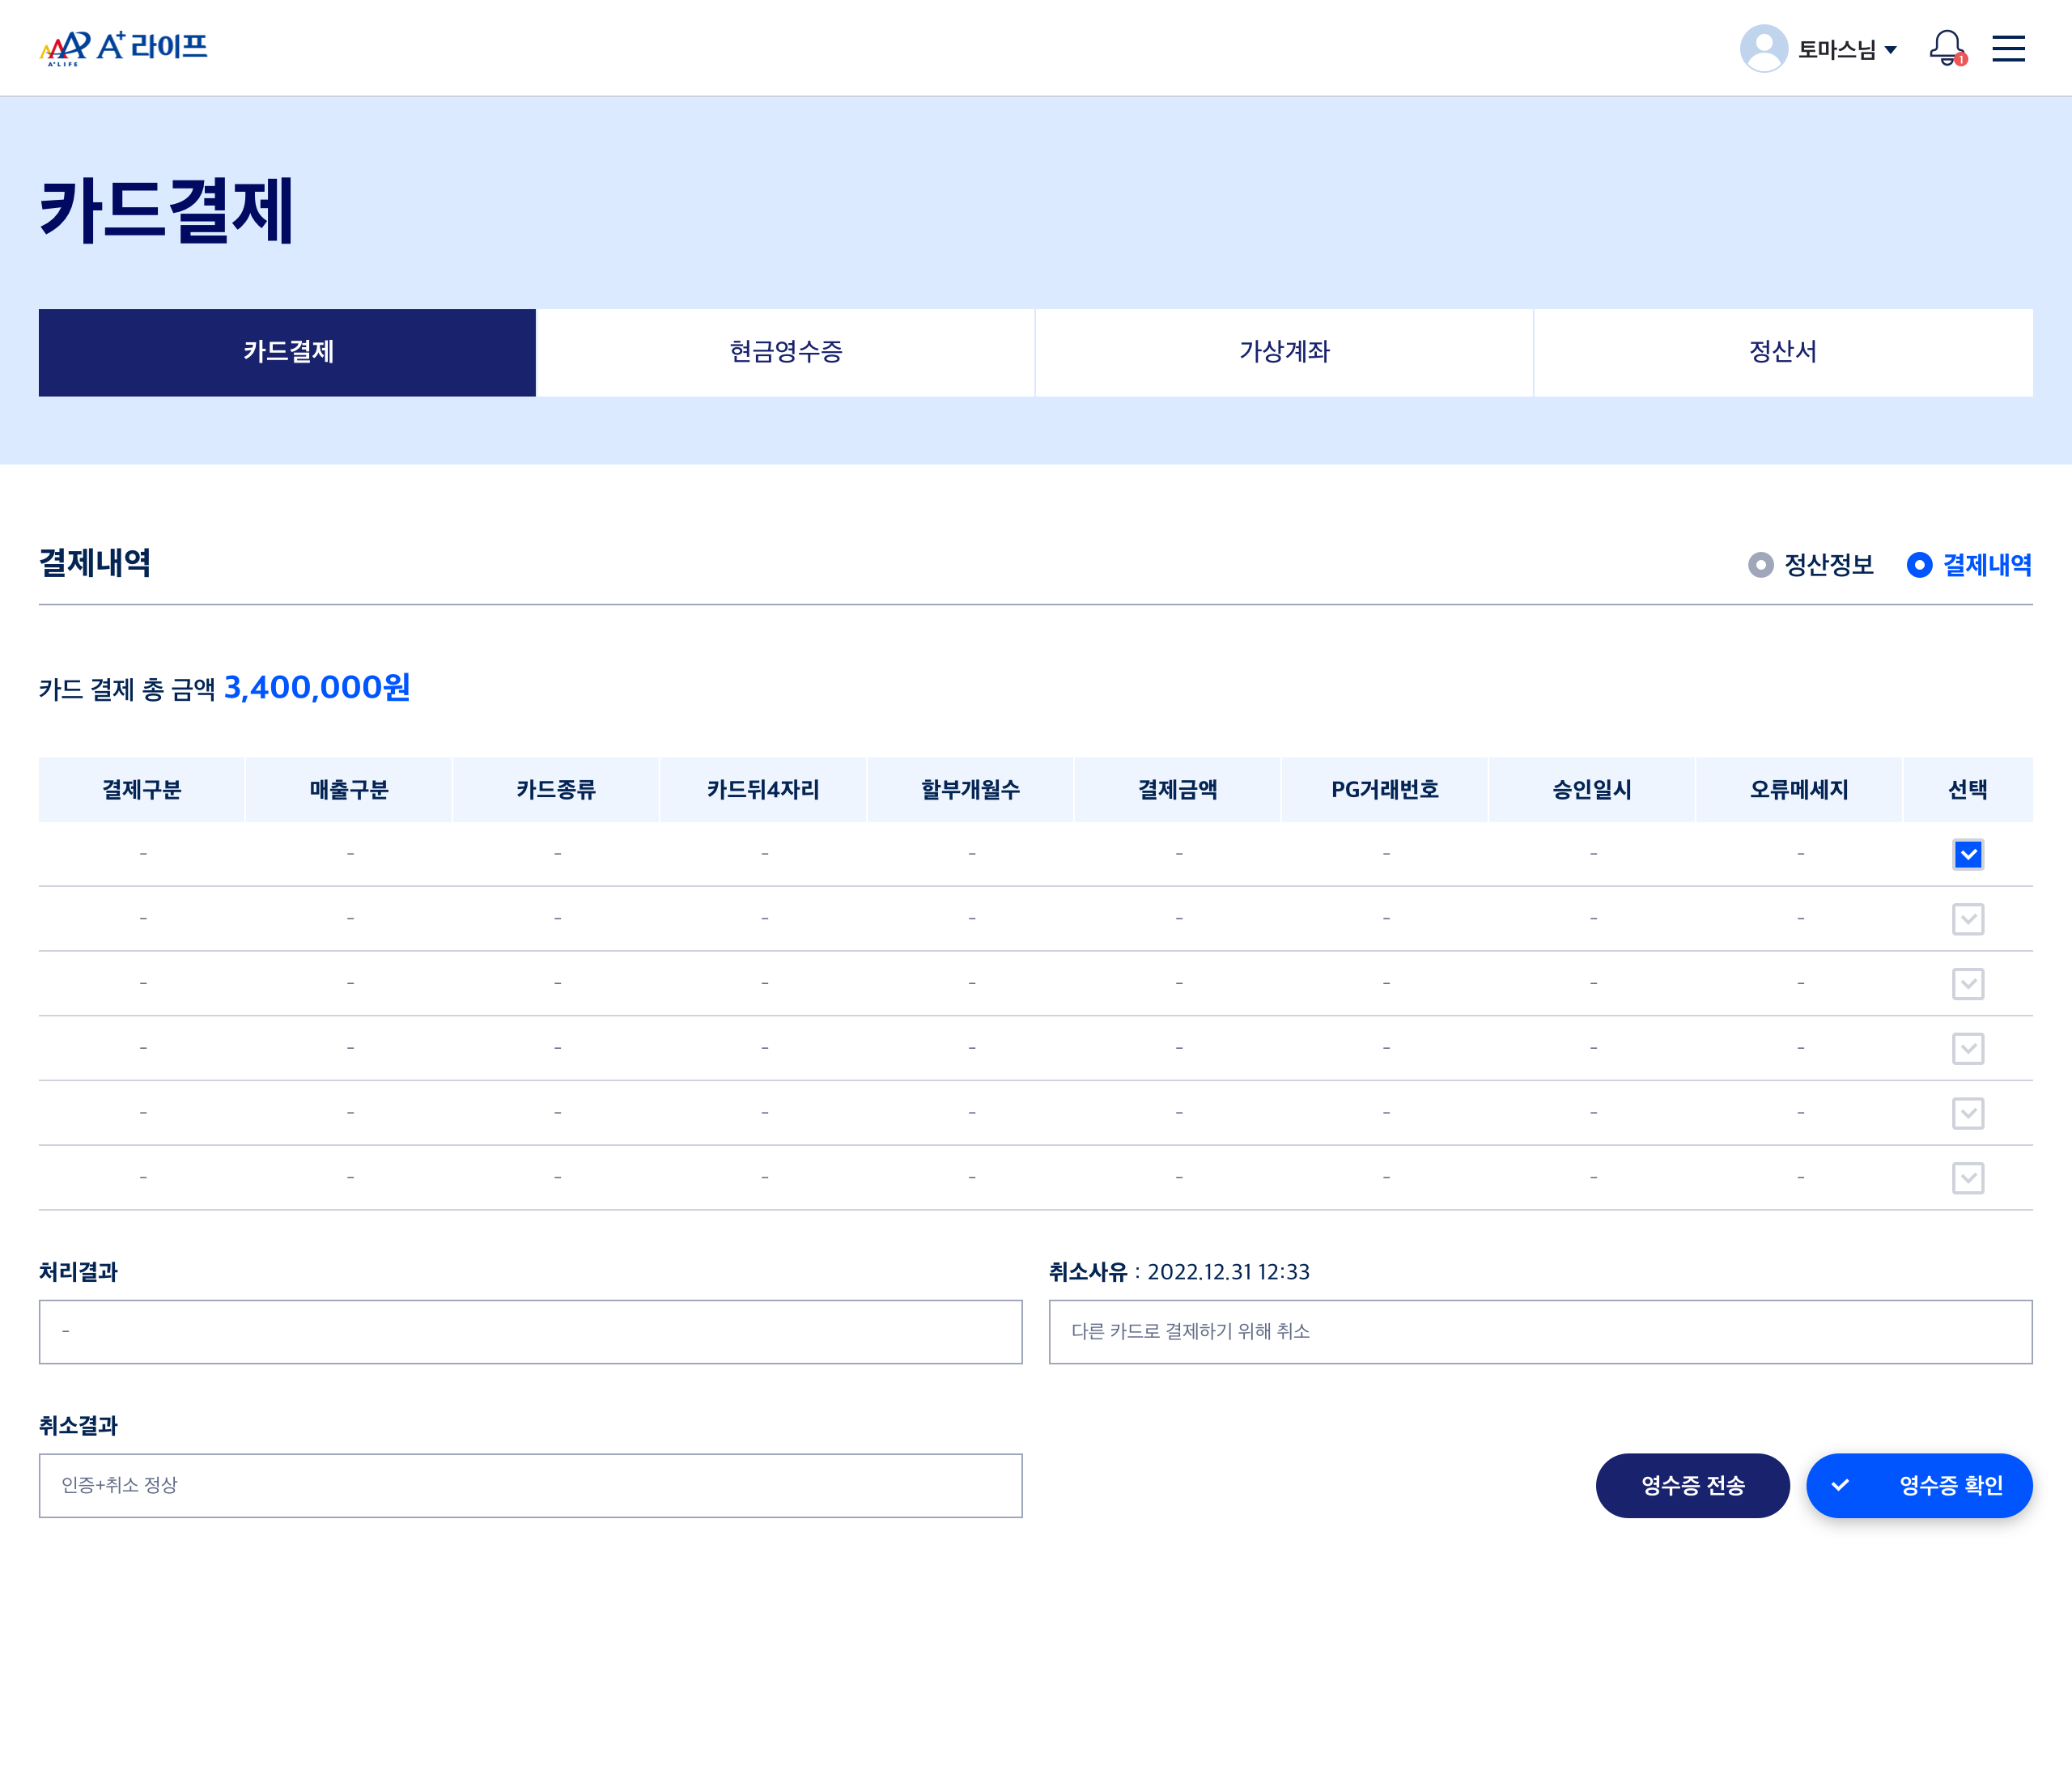 A⁺LIFE A⁺라이프
토마스님
1
카드결제
카드결제 현금영수증 가상계좌 정산서
결제내역 정산정보 결제내역
카드 결제 총 금액 3,400,000원
결제구분 매출구분 카드종류 카드뒤4자리 할부개월수 결제금액 PG거래번호 승인일시 오류메세지 선택
- - - - - - - - -
- - - - - - - - -
- - - - - - - - -
- - - - - - - - -
- - - - - - - - -
- - - - - - - - -
처리결과 취소사유 : 2022.12.31 12:33
- 다른 카드로 결제하기 위해 취소
취소결과
인증+취소 정상 영수증 전송 영수증 확인